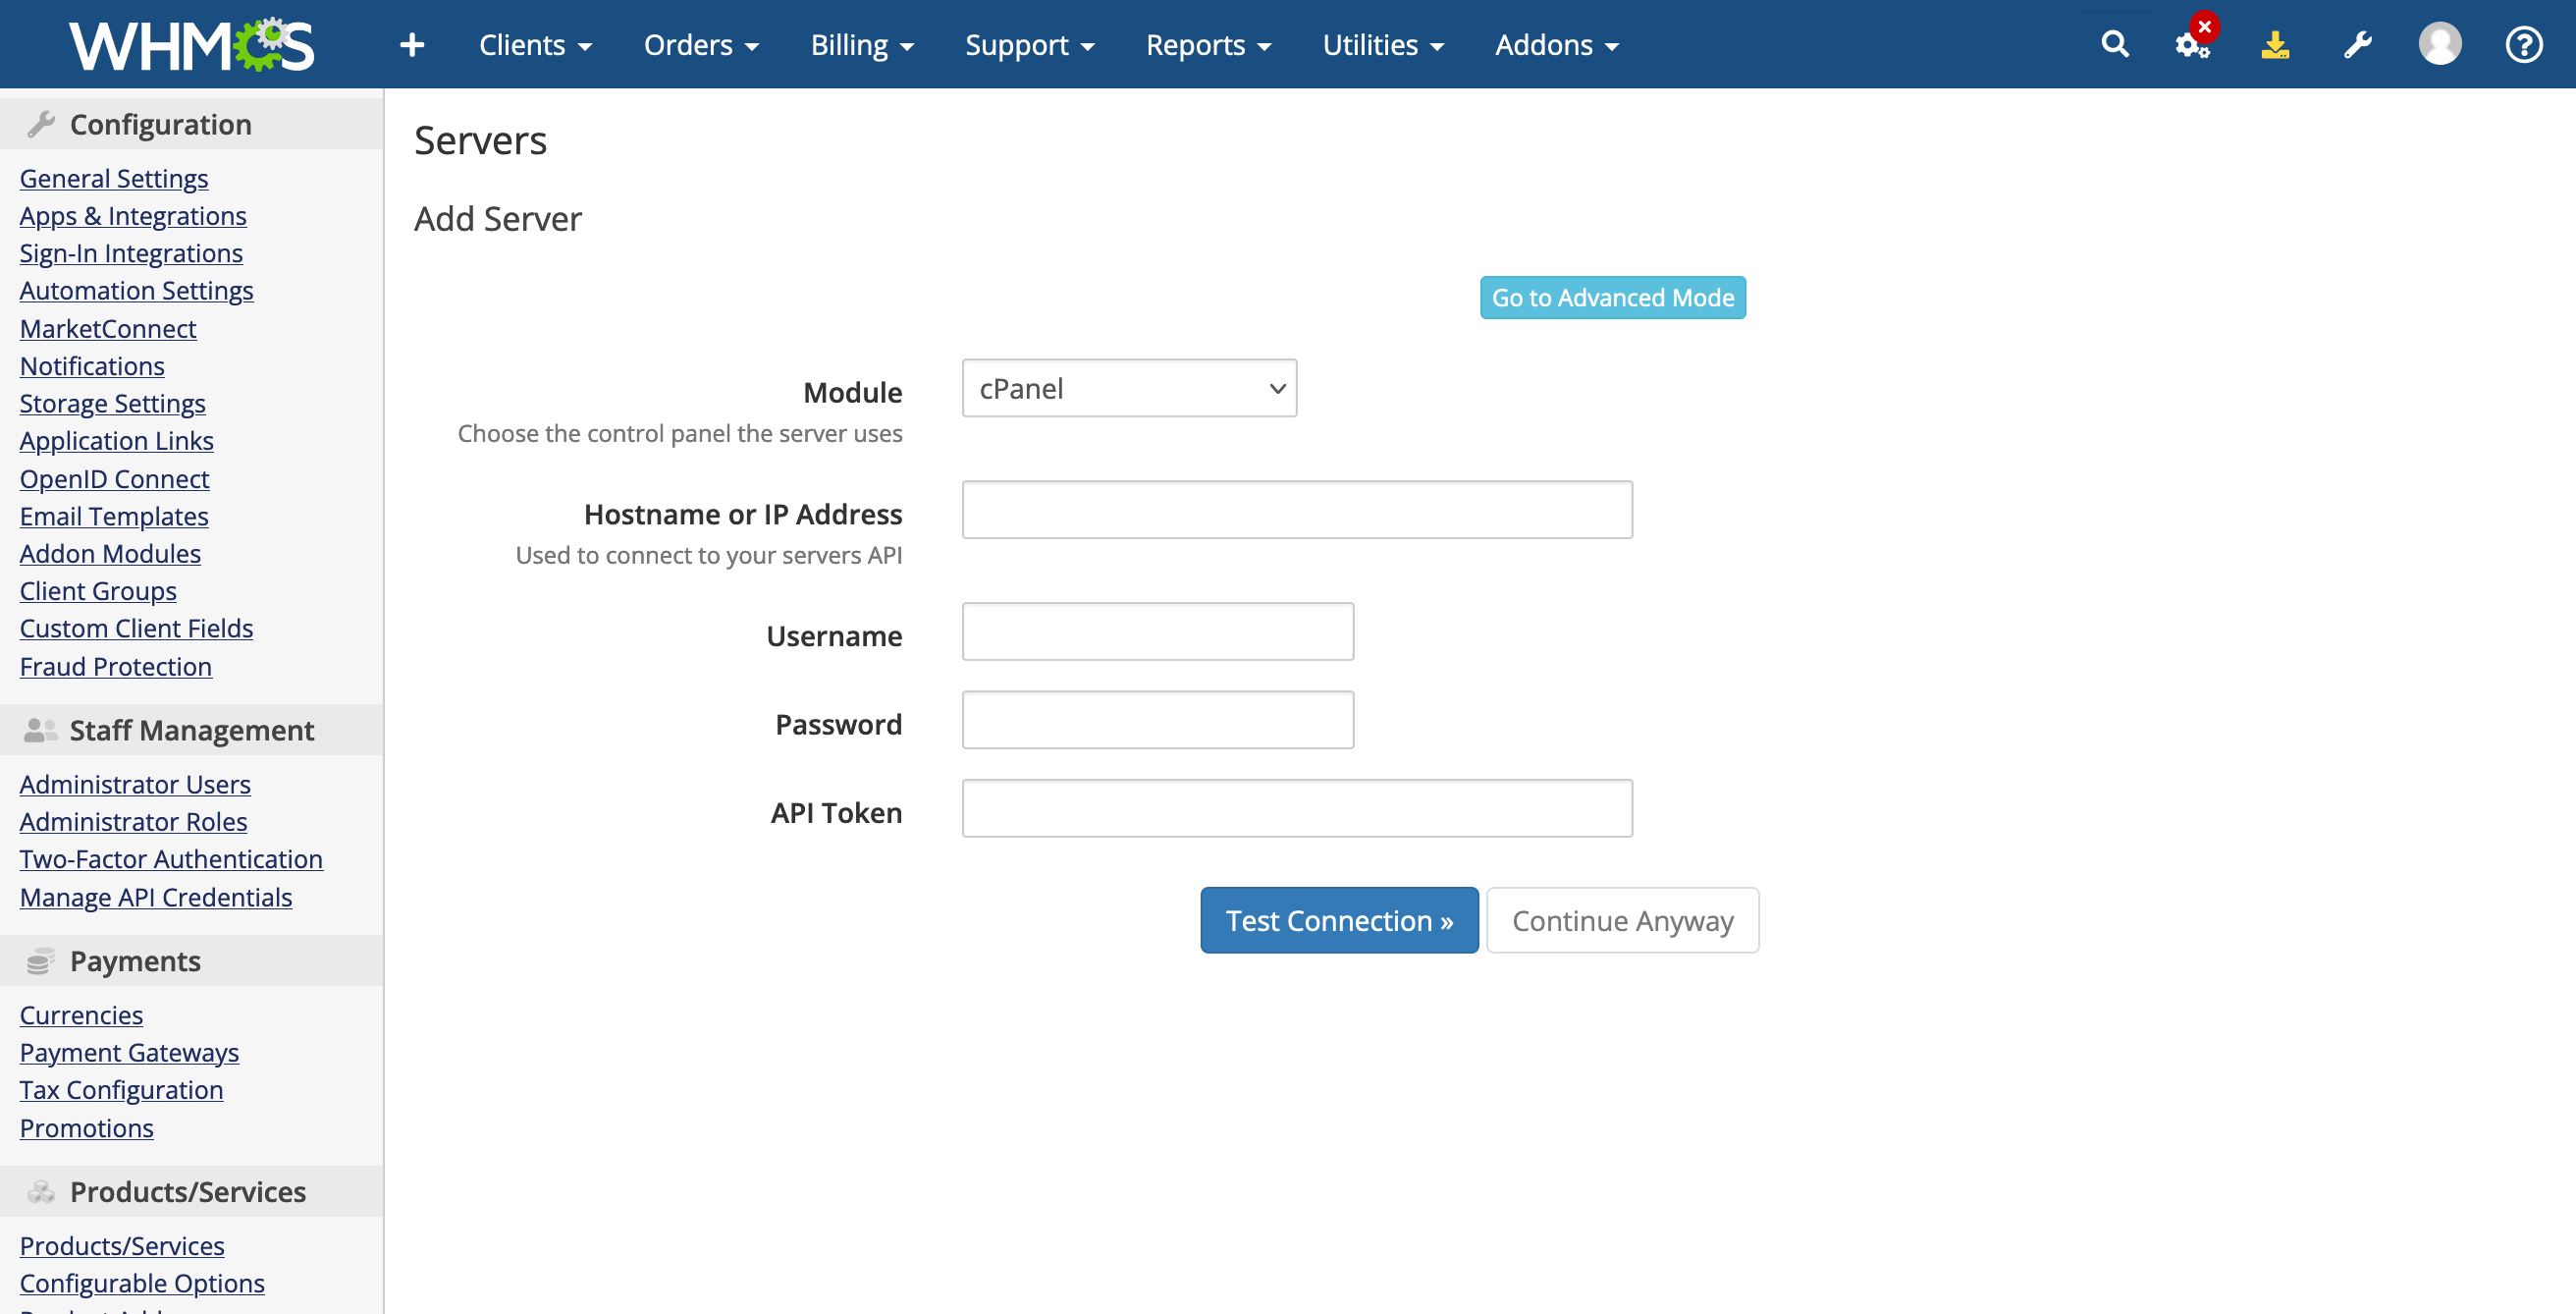 WHMCS
+ Clients Orders Billing Support Reports Utilities Addons
Configuration
General Settings
Apps & Integrations
Sign-In Integrations
Automation Settings
MarketConnect
Notifications
Storage Settings
Application Links
OpenID Connect
Email Templates
Addon Modules
Client Groups
Custom Client Fields
Fraud Protection
Staff Management
Administrator Users
Administrator Roles
Two-Factor Authentication
Manage API Credentials
Payments
Currencies
Payment Gateways
Tax Configuration
Promotions
Products/Services
Products/Services
Configurable Options
Servers
Add Server
Go to Advanced Mode
Module
cPanel
Choose the control panel the server uses
Hostname or IP Address
Used to connect to your servers API
Username
Password
API Token
Test Connection »
Continue Anyway